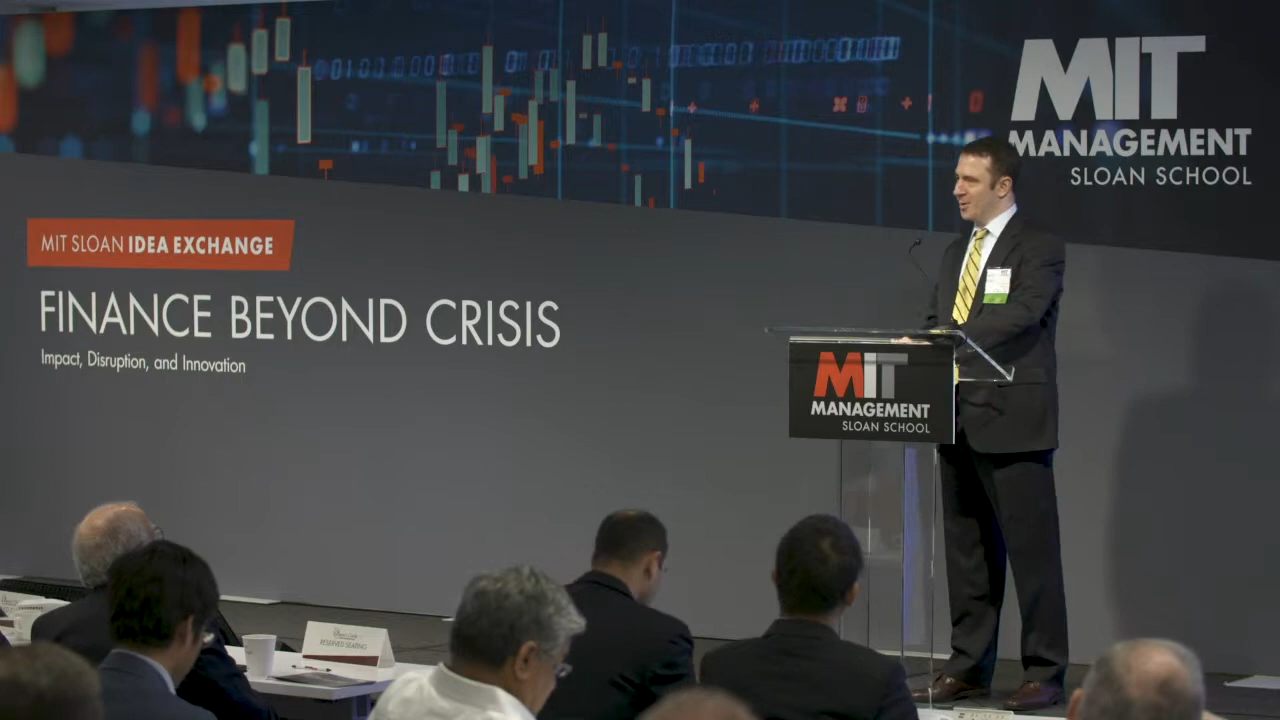 MIT
MANAGEMENT
SLOAN SCHOOL
MIT SLOAN IDEA EXCHANGE
FINANCE BEYOND CRISIS
Impact, Disruption, and Innovation
MIT
MANAGEMENT
SLOAN SCHOOL
RESERVED SEATING